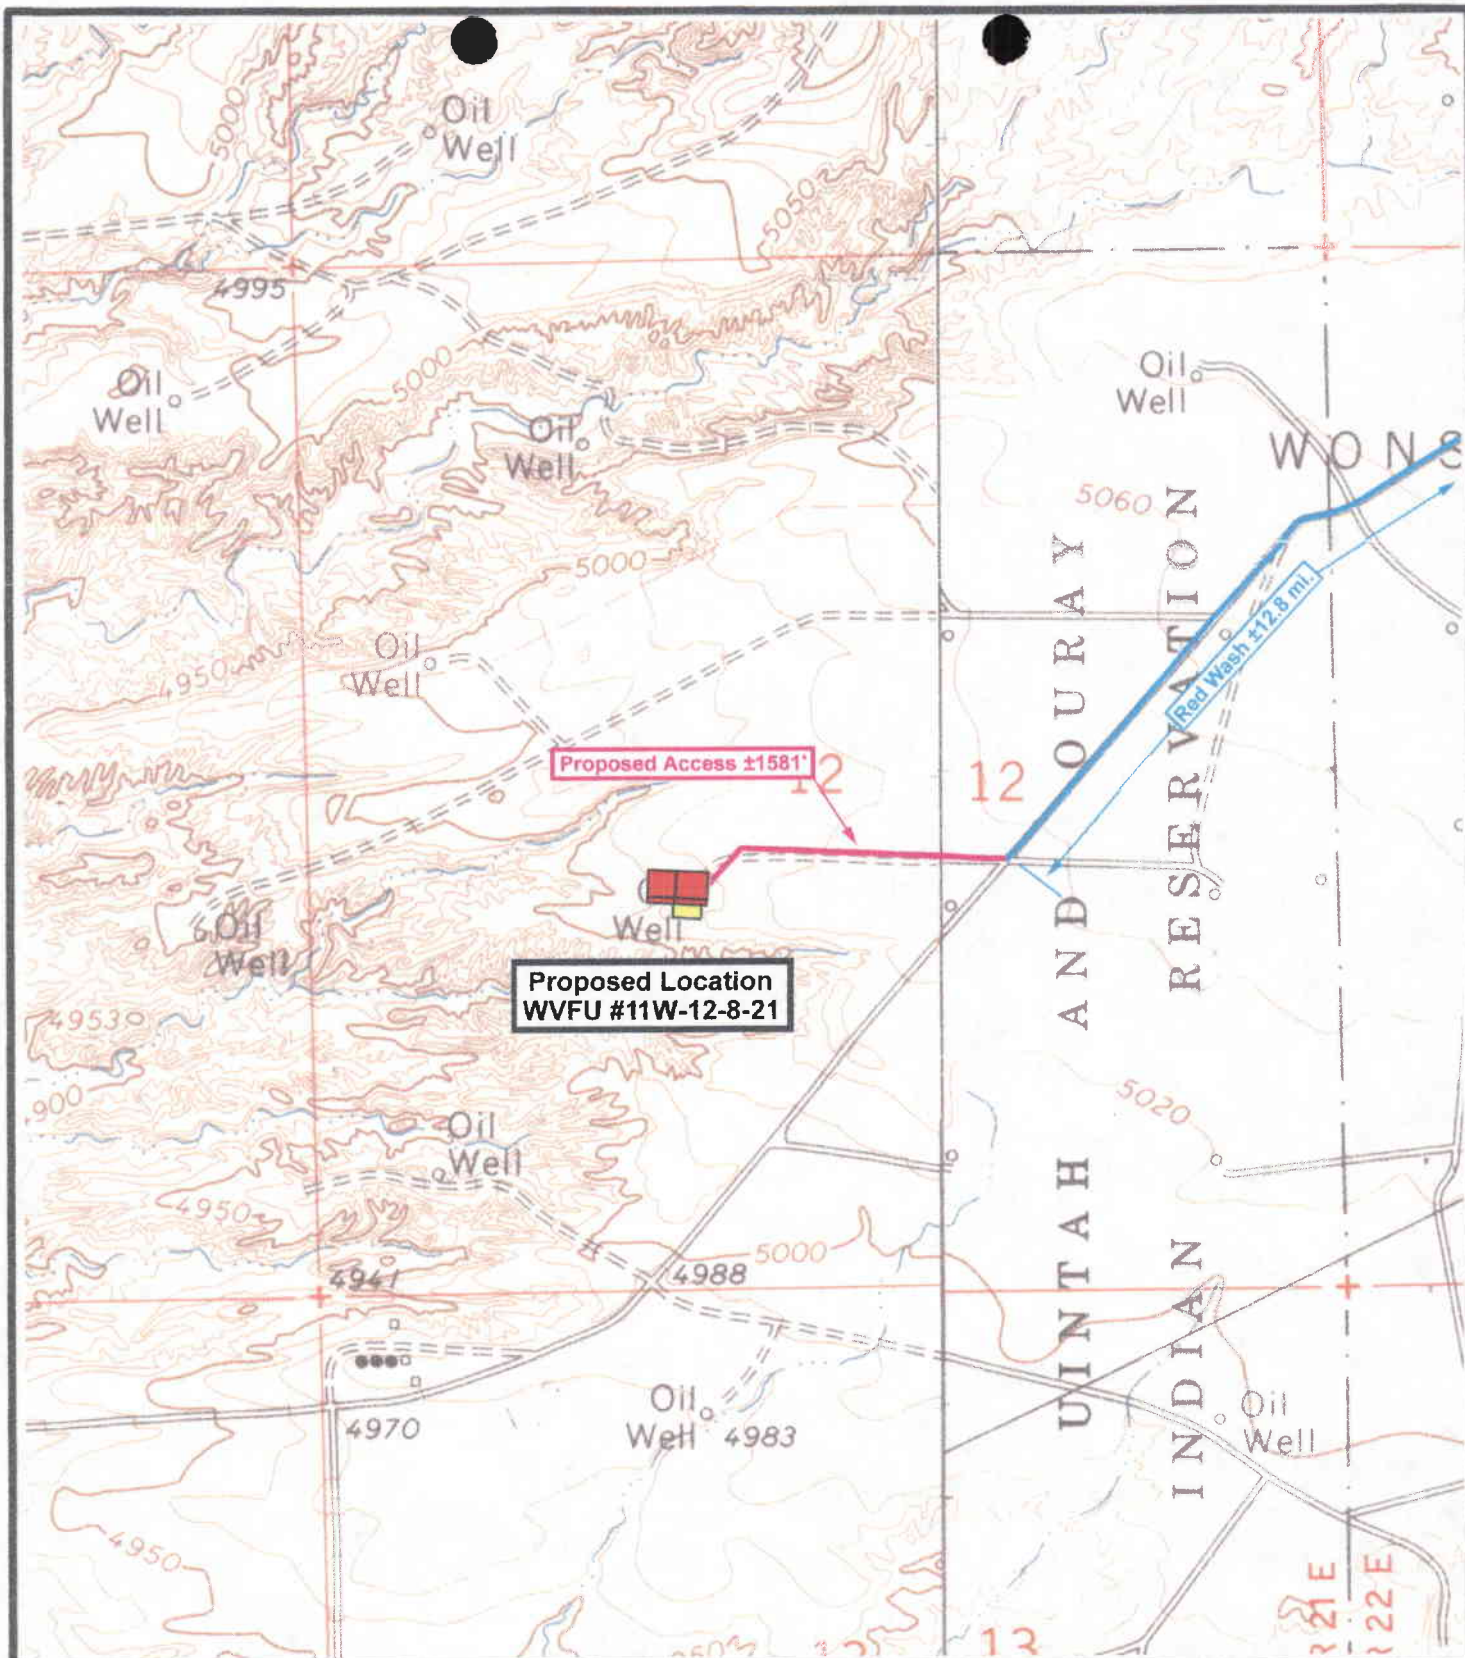 Oil
Well
5000
5050
4995
Oil
Well
5000
Oil
Well
Oil
Well
WONS
5060
5000
Oil
Well
4950
Red Wash ±12.8 mi.
Proposed Access ±1581'
12
12
Oil
Well
Well
Proposed Location
WVFU #11W-12-8-21
4953
900
Oil
Well
5020
4950
5000
4941
4988
UINTAH AND OURAY
INDIAN RESERVATION
4970
Oil
Well 4983
Oil
Well
4950
13
R 21 E
R 22 E